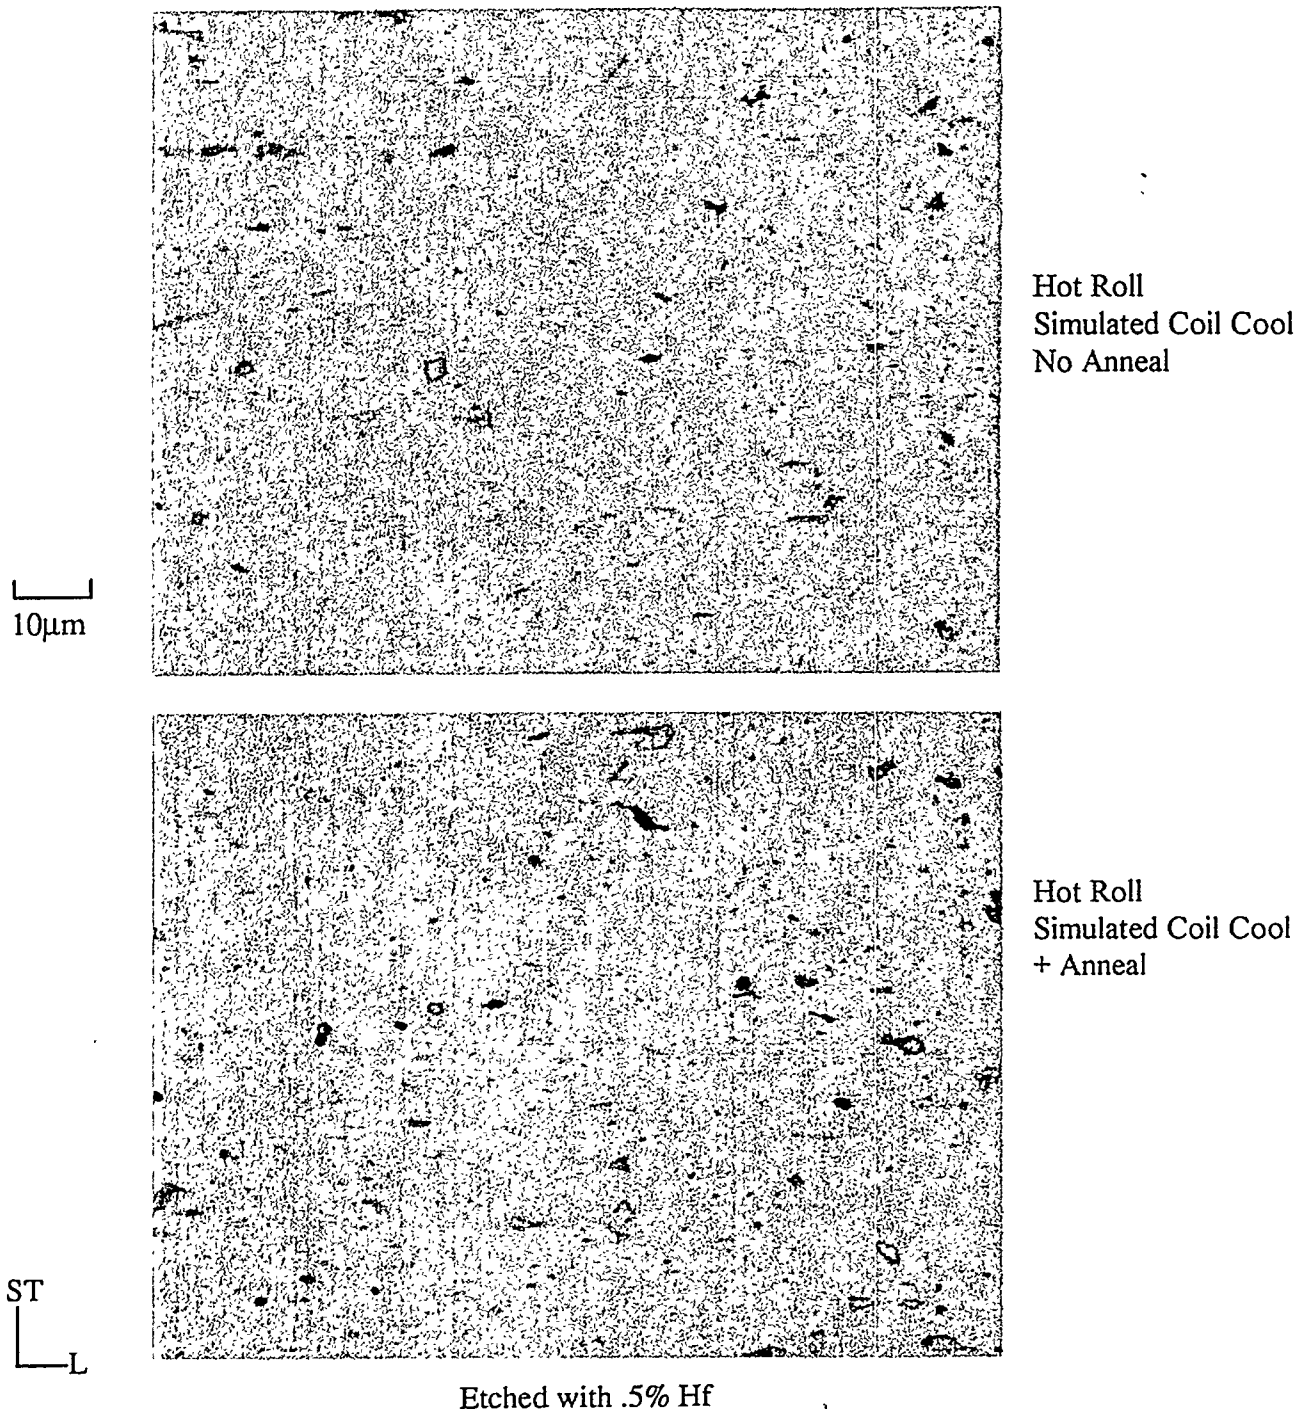 Hot Roll
Simulated Coil Cool
No Anneal
10μm
Hot Roll
Simulated Coil Cool
+ Anneal
ST
L
Etched with .5% Hf